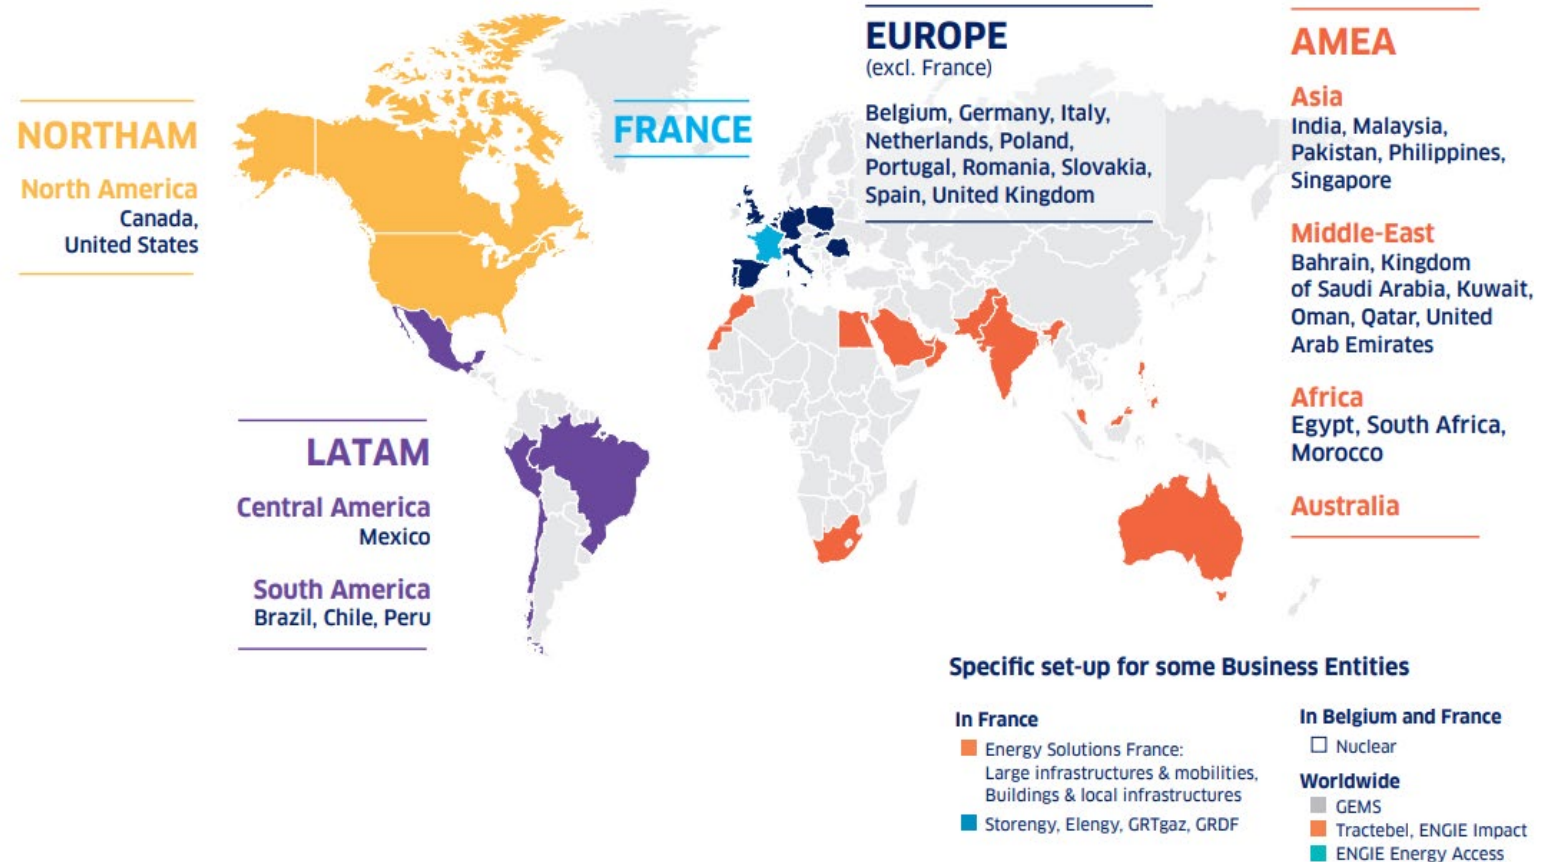 NORTHAM
North America
Canada,
United States
LATAM
Central America
Mexico
South America
Brazil, Chile, Peru
FRANCE
EUROPE
(excl. France)
Belgium, Germany, Italy,
Netherlands, Poland,
Portugal, Romania, Slovakia,
Spain, United Kingdom
AMEA
Asia
India, Malaysia,
Pakistan, Philippines,
Singapore
Middle-East
Bahrain, Kingdom
of Saudi Arabia, Kuwait,
Oman, Qatar, United
Arab Emirates
Africa
Egypt, South Africa,
Morocco
Australia
Specific set-up for some Business Entities
In France
Energy Solutions France:
Large infrastructures & mobilities,
Buildings & local infrastructures
Storengy, Elengy, GRTgaz, GRDF
In Belgium and France
Nuclear
Worldwide
GEMS
Tractebel, ENGIE Impact
ENGIE Energy Access